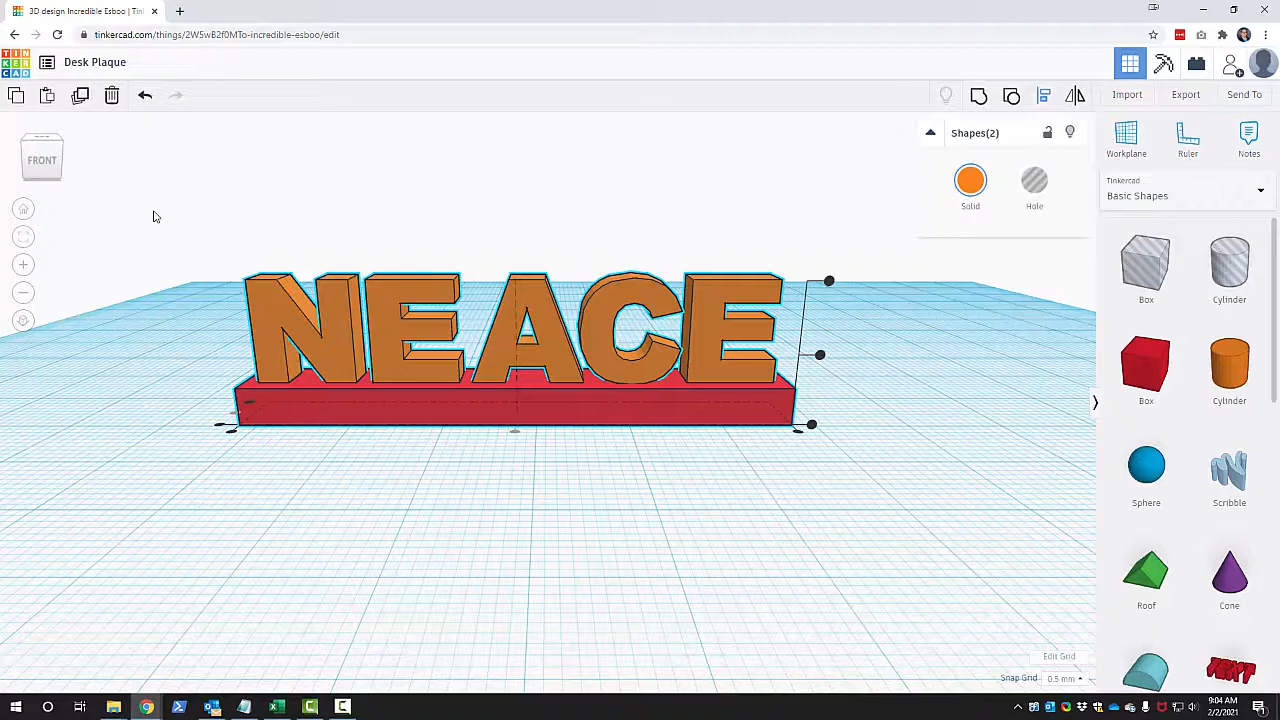 3D design Incredible Esboo | Tinl
tinkercad.com/things/2W5wB2f0MTo-incredible-esboo/edit
TIN
KER
CAD
Desk Plaque
Import
Export
Send To
FRONT
Shapes(2)
Solid
Hole
Workplane
Ruler
Notes
Tinkercad
Basic Shapes
NEACE
Box
Cylinder
Box
Cylinder
Sphere
Scribble
Roof
Cone
TEXT
Edit Grid
Snap Grid
0.5 mm
9:04 AM
2/2/2021